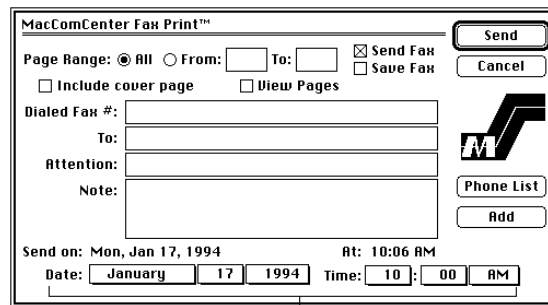 MacComCenter Fax Print™
Send
Page Range: All From: To: Send Fax
Save Fax
Cancel
Include cover page View Pages
Dialed Fax #:
To:
Attention:
Note:
M
Phone List
Add
Send on: Mon, Jan 17, 1994 At: 10:06 AM
Date: January 17 1994 Time: 10 : 00 AM